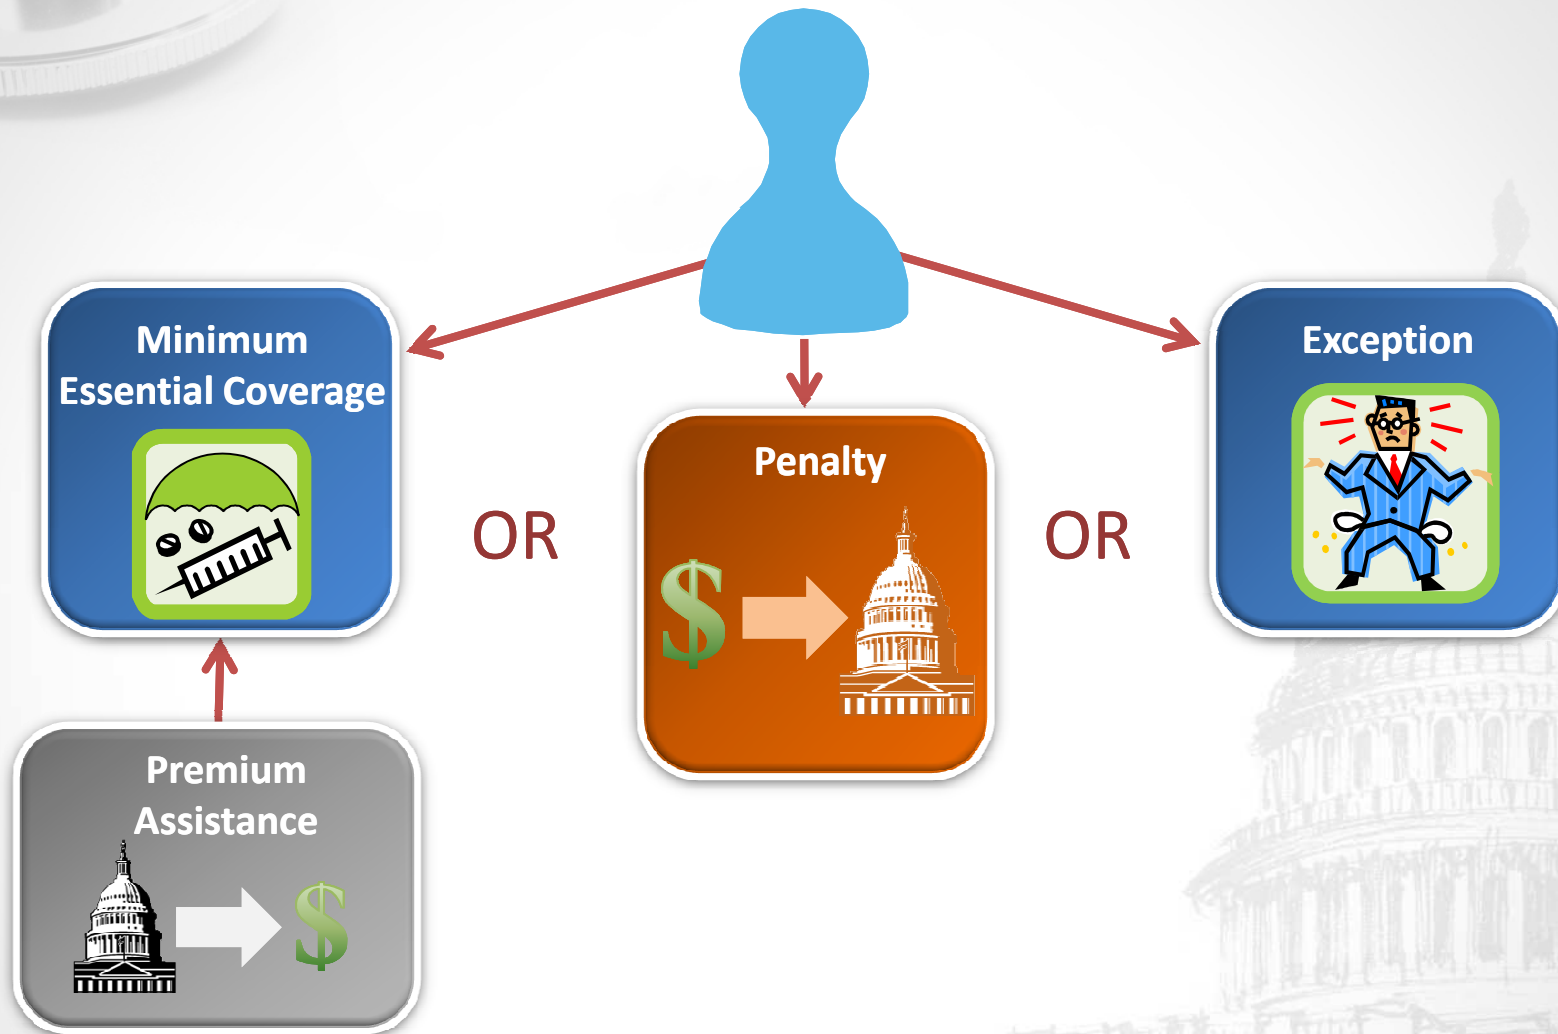 Minimum
Essential Coverage
OR
Penalty
$
OR
Exception
Premium
Assistance
$